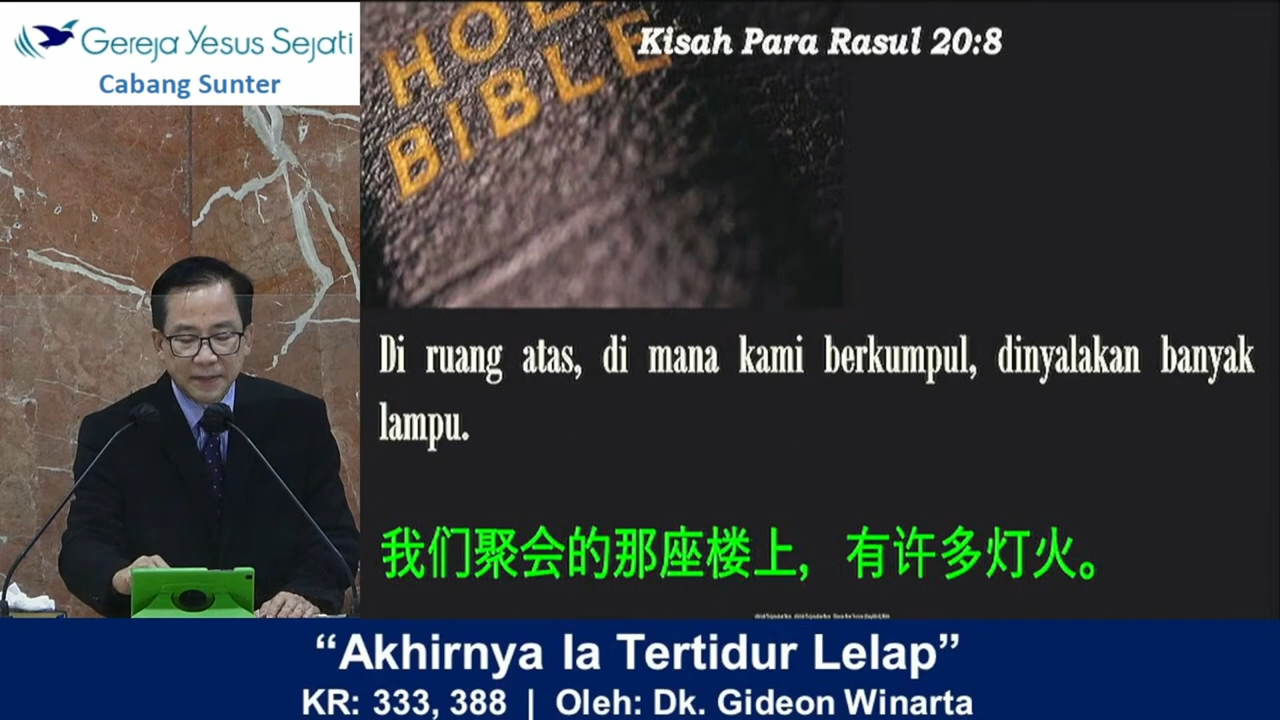 Gereja Yesus Sejati
Cabang Sunter
HOLY
BIBLE
Kisah Para Rasul 20:8
Di ruang atas, di mana kami berkumpul, dinyalakan banyak
lampu.
我们聚会的那座楼上，有许多灯火。
“Akhirnya Ia Tertidur Lelap”
KR: 333, 388 | Oleh: Dk. Gideon Winarta